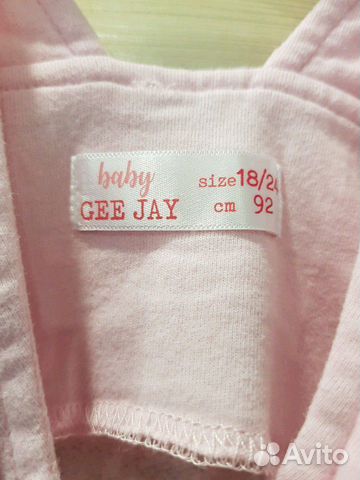 baby size 18/24
GEE JAY cm 92
Avito